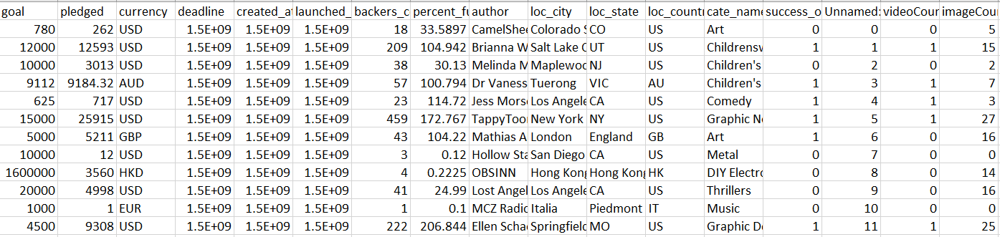 goal pledged currency deadline created_a launched_ backers_c percent_fu author loc_city loc_state loc_countr cate_name success_o Unnamed: videoCour imageCour
780 262 USD 1.5E+09 1.5E+09 1.5E+09 18 33.5897 CamelShee Colorado S CO US Art 0 0 0 5
12000 12593 USD 1.5E+09 1.5E+09 1.5E+09 209 104.942 Brianna W Salt Lake C UT US Childrensw 1 1 1 15
10000 3013 USD 1.5E+09 1.5E+09 1.5E+09 38 30.13 Melinda M Maplewoo NJ US Children's 0 2 0 2
9112 9184.32 AUD 1.5E+09 1.5E+09 1.5E+09 57 100.794 Dr Vaness Tuerong VIC AU Children's 1 3 1 7
625 717 USD 1.5E+09 1.5E+09 1.5E+09 23 114.72 Jess Morse Los Angele CA US Comedy 1 4 1 3
15000 25915 USD 1.5E+09 1.5E+09 1.5E+09 459 172.767 TappyToon New York NY US Graphic No 1 5 1 27
5000 5211 GBP 1.5E+09 1.5E+09 1.5E+09 43 104.22 Mathias A London England GB Art 1 6 0 16
10000 12 USD 1.5E+09 1.5E+09 1.5E+09 3 0.12 Hollow Sta San Diego CA US Metal 0 7 0 0
1600000 3560 HKD 1.5E+09 1.5E+09 1.5E+09 4 0.2225 OBSINN Hong Kong Hong Kong HK DIY Electro 0 8 0 14
20000 4998 USD 1.5E+09 1.5E+09 1.5E+09 41 24.99 Lost Angel Los Angele CA US Thrillers 0 9 0 16
1000 1 EUR 1.5E+09 1.5E+09 1.5E+09 1 0.1 MCZ Radic Italia Piedmont IT Music 0 10 0 0
4500 9308 USD 1.5E+09 1.5E+09 1.5E+09 222 206.844 Ellen Scha Springfield MO US Graphic De 1 11 1 25